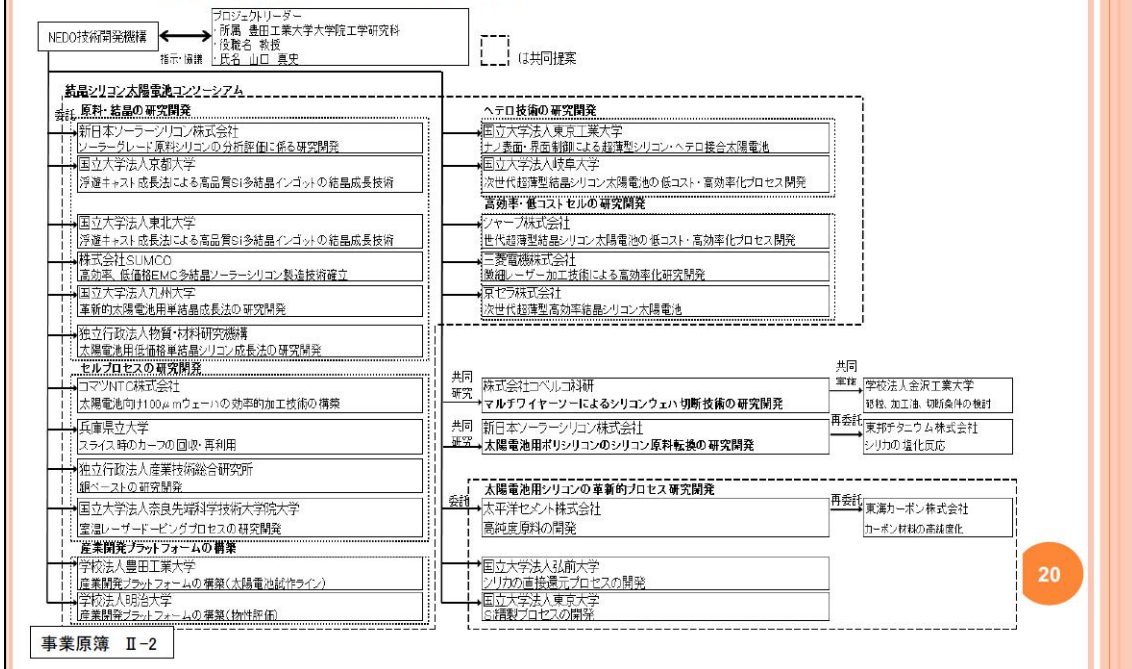 NEDO技術開発機構
プロジェクトリーダー
・所属 豊田工業大学大学院工学研究科
・役職名 教授
・氏名 山口 真史
指示・協議
は共同提案
結晶シリコン太陽電池コンソーシアム
委託
原料・結晶の研究開発
新日本ソーラーシリコン株式会社
ソーラーグレード原料シリコンの分析評価に係る研究開発
国立大学法人京都大学
浮遊キャスト成長法による高品質Si多結晶インゴットの結晶成長技術
国立大学法人東北大学
浮遊キャスト成長法による高品質Si多結晶インゴットの結晶成長技術
株式会社SUMCO
高効率、低価格EMC多結晶ソーラーシリコン製造技術確立
国立大学法人九州大学
革新的太陽電池用単結晶成長法の研究開発
独立行政法人物質・材料研究機構
太陽電池用低価格単結晶シリコン成長法の研究開発
セルプロセスの研究開発
コマツNTC株式会社
太陽電池向け100μmウェーハの効率的加工技術の構築
兵庫県立大学
スライス時のカーフの回収・再利用
独立行政法人産業技術総合研究所
銅ペーストの研究開発
国立大学法人奈良先端科学技術大学院大学
室温レーザードーピングプロセスの研究開発
産業開発プラットフォームの構築
学校法人豊田工業大学
産業開発プラットフォームの構築(太陽電池試作ライン)
学校法人明治大学
産業開発プラットフォームの構築(物性評価)
ヘテロ技術の研究開発
国立大学法人東京工業大学
ナノ表面・界面制御による超薄型シリコン・ヘテロ接合太陽電池
国立大学法人岐阜大学
次世代超薄型結晶シリコン太陽電池の低コスト・高効率化プロセス開発
高効率・低コストセルの研究開発
シャープ株式会社
世代超薄型結晶シリコン太陽電池の低コスト・高効率化プロセス開発
三菱電機株式会社
微細レーザー加工技術による高効率化研究開発
京セラ株式会社
次世代超薄型高効率結晶シリコン太陽電池
共同
研究
株式会社コベルコ科研
マルチワイヤーソーによるシリコンウェハ切断技術の研究開発
共同
学校法人金沢工業大学
砥粒、加工油、切断条件の検討
共同
研究
新日本ソーラーシリコン株式会社
太陽電池用ポリシリコンのシリコン原料転換の研究開発
再委託
東邦チタニウム株式会社
シリカの塩化反応
太陽電池用シリコンの革新的プロセス研究開発
委託
太平洋セメント株式会社
高純度原料の開発
再委託
東海カーボン株式会社
カーボン材料の高純度化
国立大学法人弘前大学
シリカの直接還元プロセスの開発
国立大学法人東京大学
Si精製プロセスの開発
20
事業原簿 Ⅱ-2